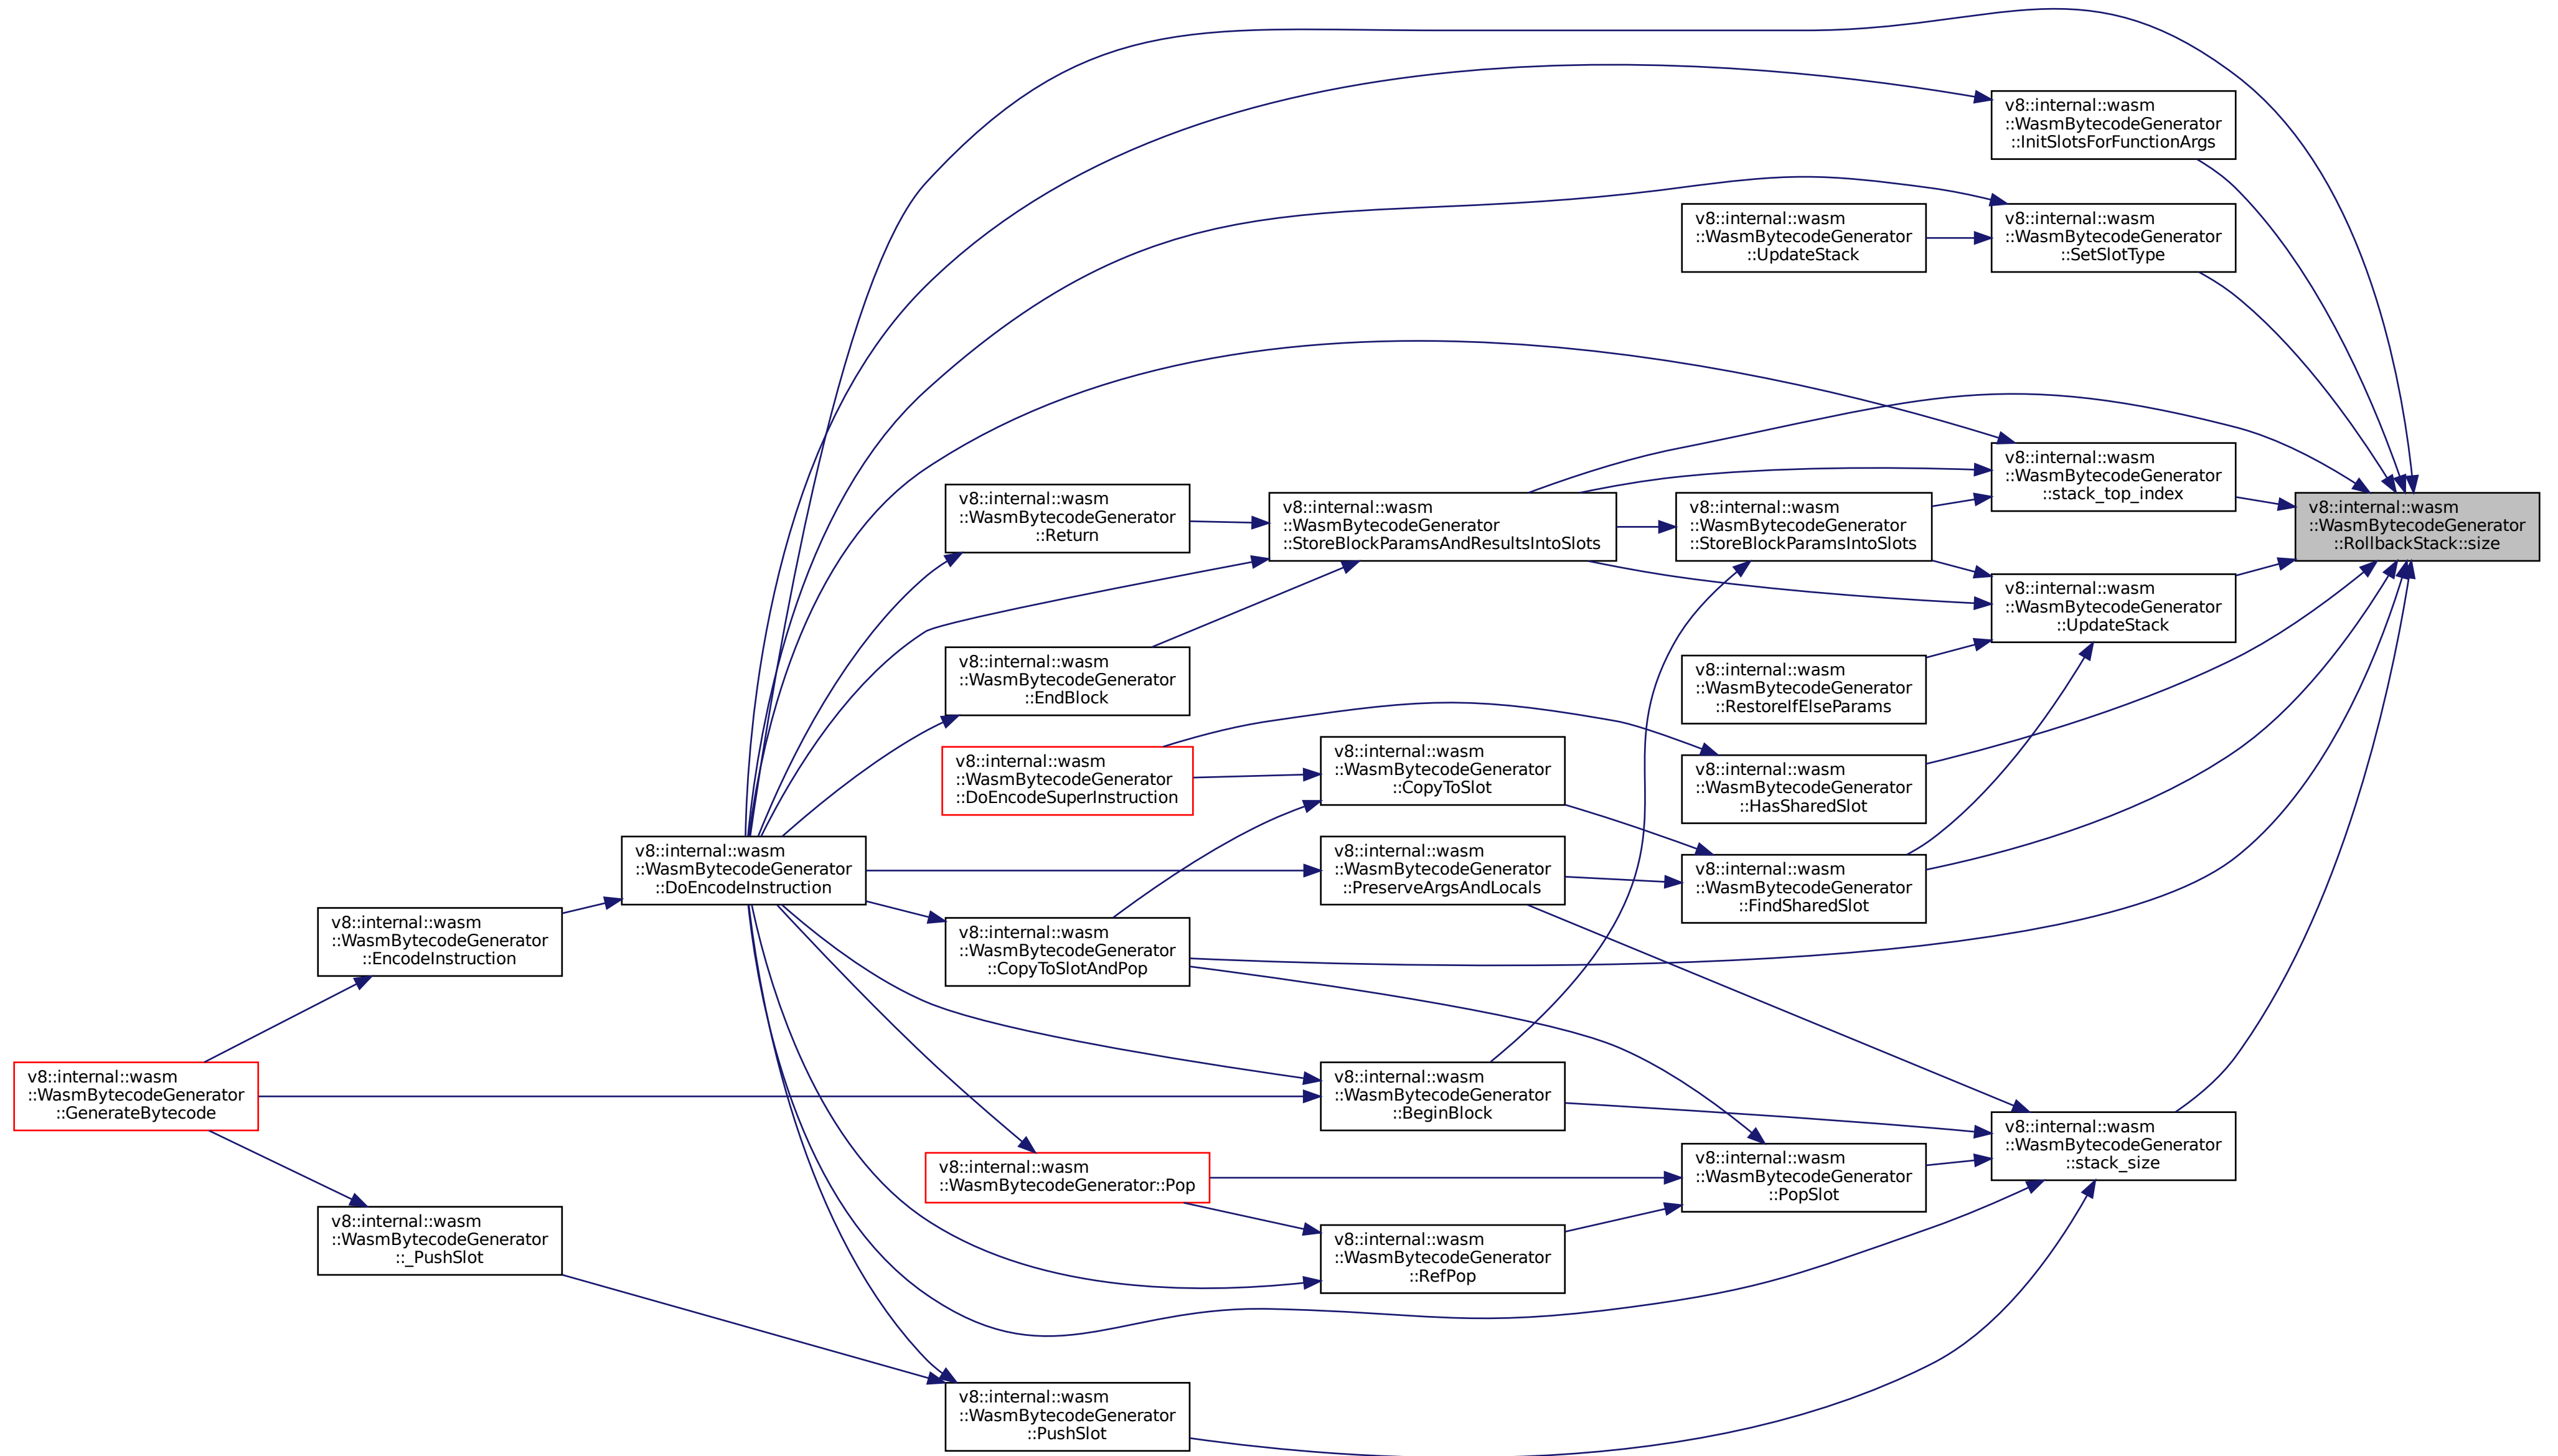 v8::internal::wasm
::WasmBytecodeGenerator
::InitSlotsForFunctionArgs
v8::internal::wasm
::WasmBytecodeGenerator
::UpdateStack
v8::internal::wasm
::WasmBytecodeGenerator
::SetSlotType
v8::internal::wasm
::WasmBytecodeGenerator
::stack_top_index
v8::internal::wasm
::WasmBytecodeGenerator
::Return
v8::internal::wasm
::WasmBytecodeGenerator
::StoreBlockParamsAndResultsIntoSlots
v8::internal::wasm
::WasmBytecodeGenerator
::StoreBlockParamsIntoSlots
v8::internal::wasm
::WasmBytecodeGenerator
::RollbackStack::size
v8::internal::wasm
::WasmBytecodeGenerator
::UpdateStack
v8::internal::wasm
::WasmBytecodeGenerator
::EndBlock
v8::internal::wasm
::WasmBytecodeGenerator
::RestoreIfElseParams
v8::internal::wasm
::WasmBytecodeGenerator
::DoEncodeSuperInstruction
v8::internal::wasm
::WasmBytecodeGenerator
::CopyToSlot
v8::internal::wasm
::WasmBytecodeGenerator
::HasSharedSlot
v8::internal::wasm
::WasmBytecodeGenerator
::DoEncodeInstruction
v8::internal::wasm
::WasmBytecodeGenerator
::PreserveArgsAndLocals
v8::internal::wasm
::WasmBytecodeGenerator
::FindSharedSlot
v8::internal::wasm
::WasmBytecodeGenerator
::EncodeInstruction
v8::internal::wasm
::WasmBytecodeGenerator
::CopyToSlotAndPop
v8::internal::wasm
::WasmBytecodeGenerator
::GenerateBytecode
v8::internal::wasm
::WasmBytecodeGenerator
::BeginBlock
v8::internal::wasm
::WasmBytecodeGenerator
::stack_size
v8::internal::wasm
::WasmBytecodeGenerator::Pop
v8::internal::wasm
::WasmBytecodeGenerator
::PopSlot
v8::internal::wasm
::WasmBytecodeGenerator
::_PushSlot
v8::internal::wasm
::WasmBytecodeGenerator
::RefPop
v8::internal::wasm
::WasmBytecodeGenerator
::PushSlot